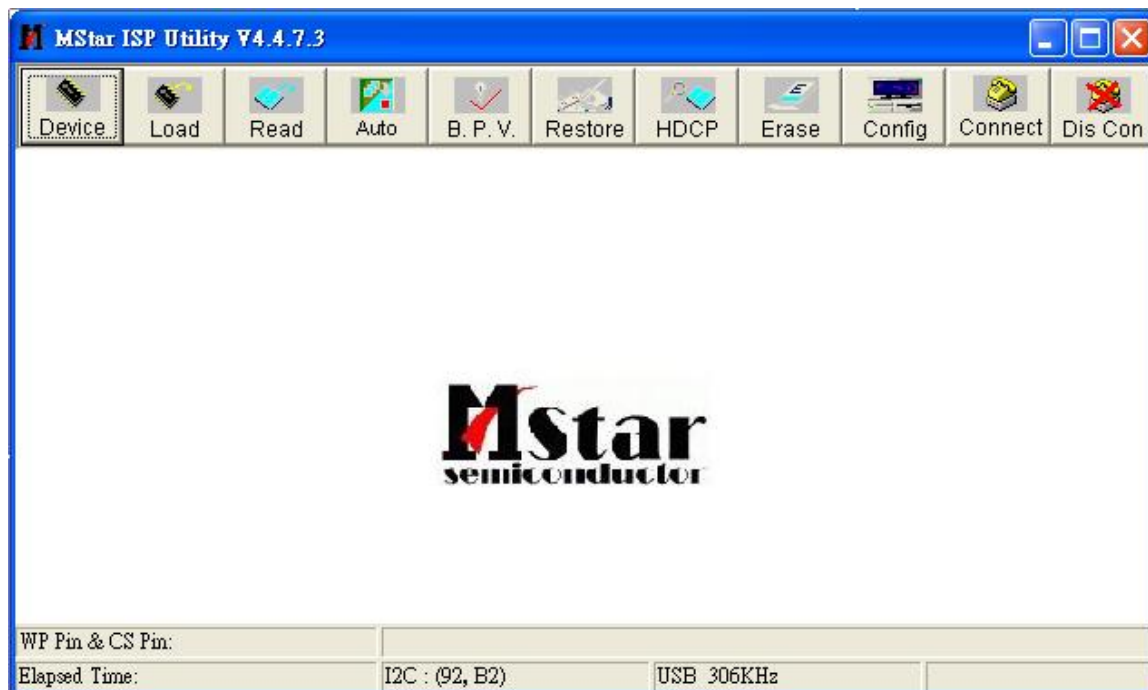 MStar ISP Utility V4.4.7.3
Device Load Read Auto B. P. V. Restore HDCP Erase Config Connect Dis Con
MStar
semiconductor
WP Pin & CS Pin:
Elapsed Time: I2C : (92, B2) USB 306KHz